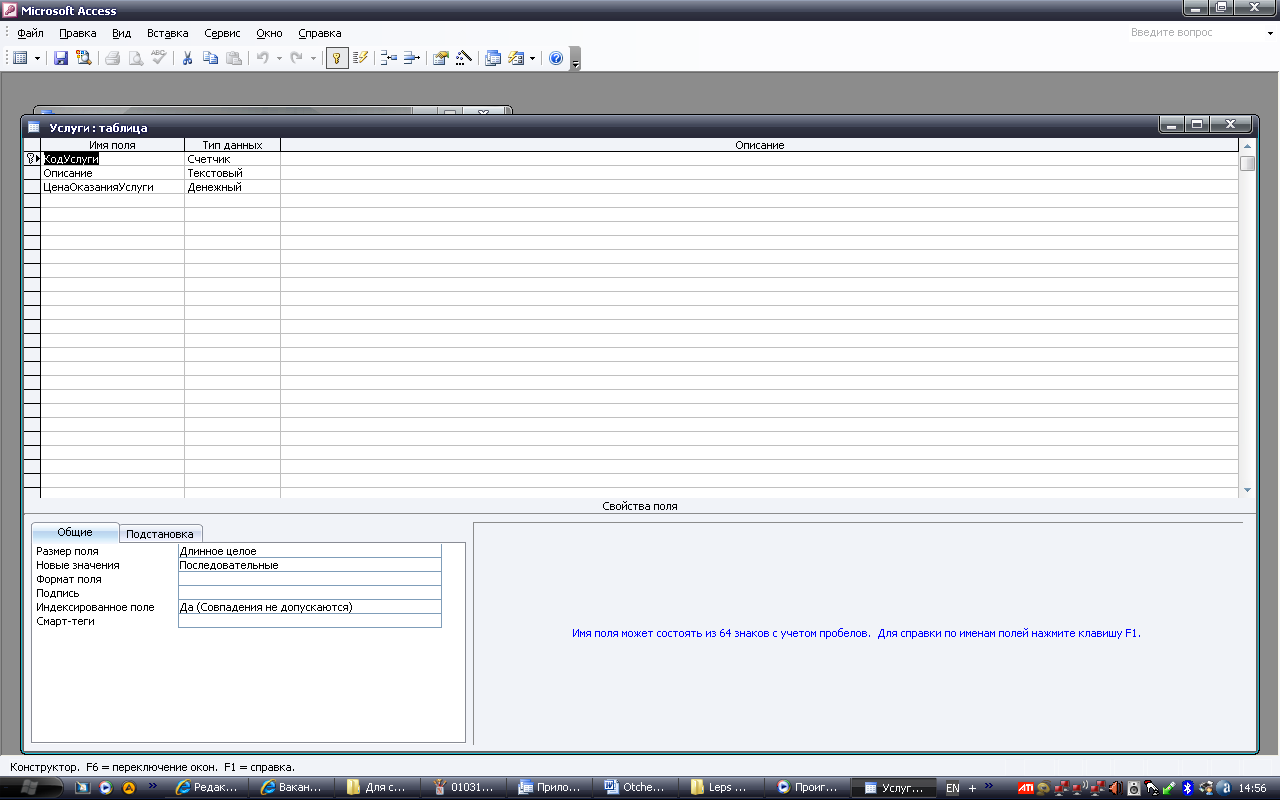 Microsoft Access
Файл Правка Вид Вставка Сервис Окно Справка Введите вопрос
Услуги : таблица
Имя поля Тип данных Описание
КодУслуги Счетчик
Описание Текстовый
ЦенаОказанияУслуги Денежный
Свойства поля
Общие Подстановка
Размер поля Длинное целое
Новые значения Последовательные
Формат поля
Подпись
Индексированное поле Да (Совпадения не допускаются)
Смарт-теги
Имя поля может состоять из 64 знаков с учетом пробелов. Для справки по именам полей нажмите клавишу F1.
Конструктор. F6 = переключение окон. F1 = справка.
Редак... Вакан... Для с... 01031... Прило... Otche... Leps ... Проиг... Услуг... EN ATI 14:56